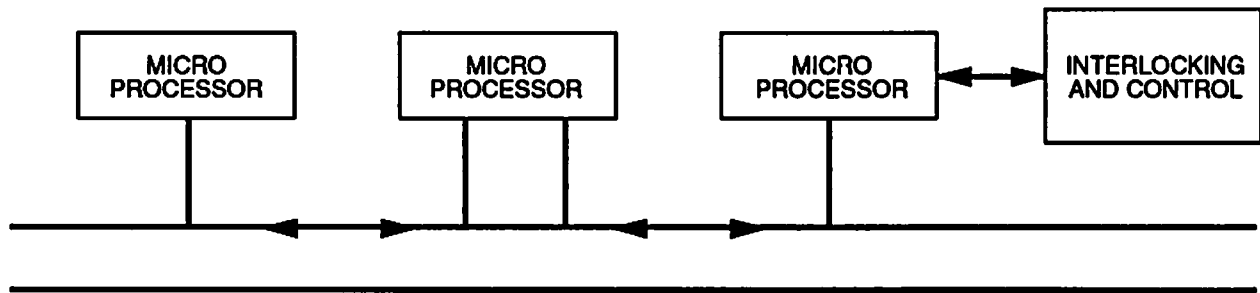 MICRO
PROCESSOR
MICRO
PROCESSOR
MICRO
PROCESSOR
INTERLOCKING
AND CONTROL